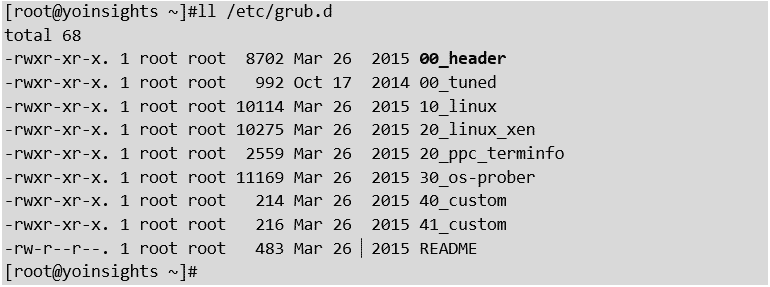 [root@yoinsights ~]#ll /etc/grub.d
total 68
-rwxr-xr-x. 1 root root  8702 Mar 26  2015 00_header
-rwxr-xr-x. 1 root root   992 Oct 17  2014 00_tuned
-rwxr-xr-x. 1 root root 10114 Mar 26  2015 10_linux
-rwxr-xr-x. 1 root root 10275 Mar 26  2015 20_linux_xen
-rwxr-xr-x. 1 root root  2559 Mar 26  2015 20_ppc_terminfo
-rwxr-xr-x. 1 root root 11169 Mar 26  2015 30_os-prober
-rwxr-xr-x. 1 root root   214 Mar 26  2015 40_custom
-rwxr-xr-x. 1 root root   216 Mar 26  2015 41_custom
-rw-r--r--. 1 root root   483 Mar 26  2015 README
[root@yoinsights ~]#